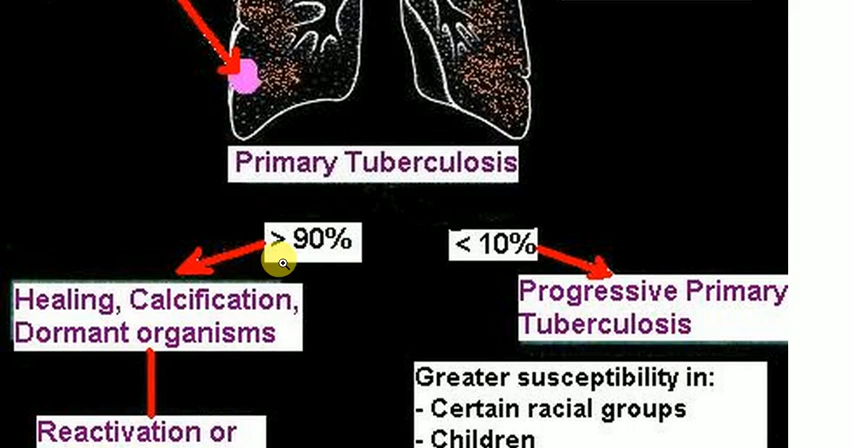 Primary Tuberculosis
> 90%
< 10%
Healing, Calcification,
Dormant organisms
Progressive Primary
Tuberculosis
Reactivation or
Greater susceptibility in:
- Certain racial groups
- Children